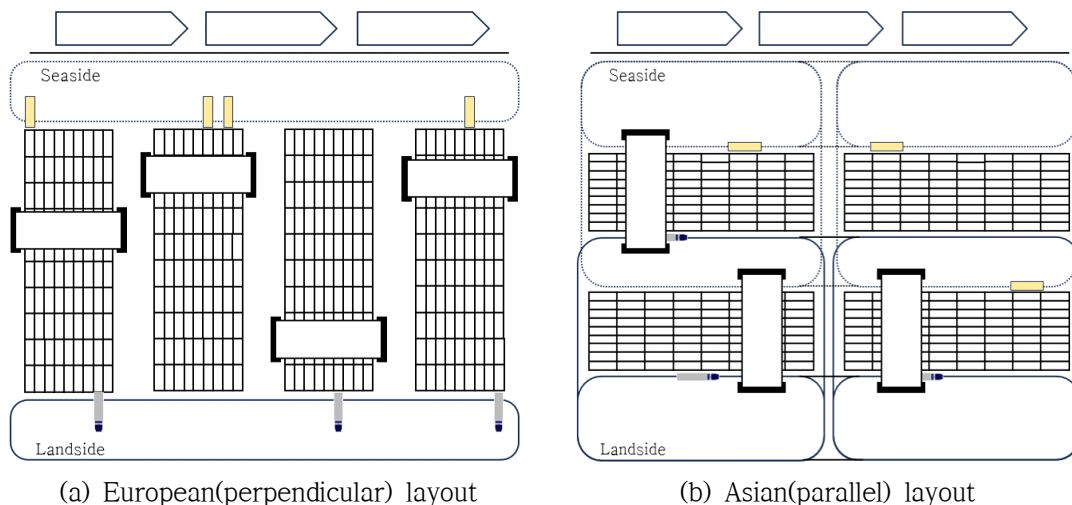 Seaside
Landside
(a) European(perpendicular) layout
Seaside
Landside
(b) Asian(parallel) layout